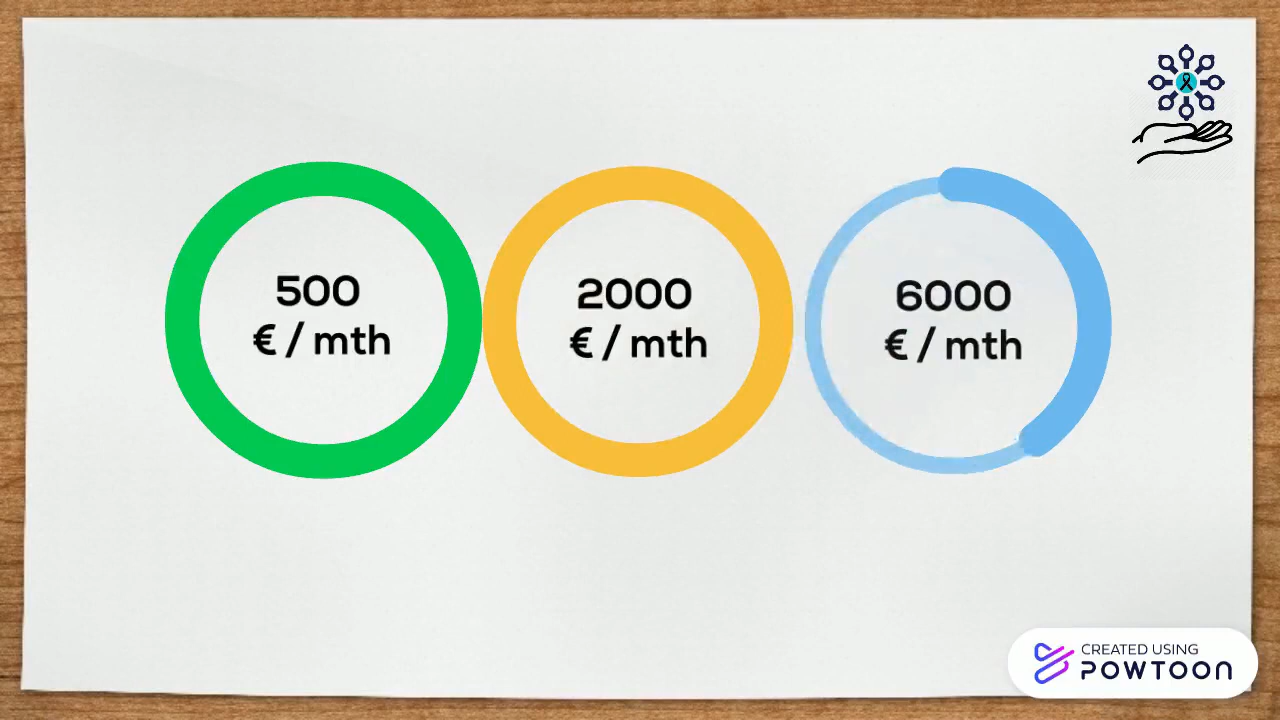 500
€ / mth
2000
€ / mth
6000
€ / mth
CREATED USING
POWTOON